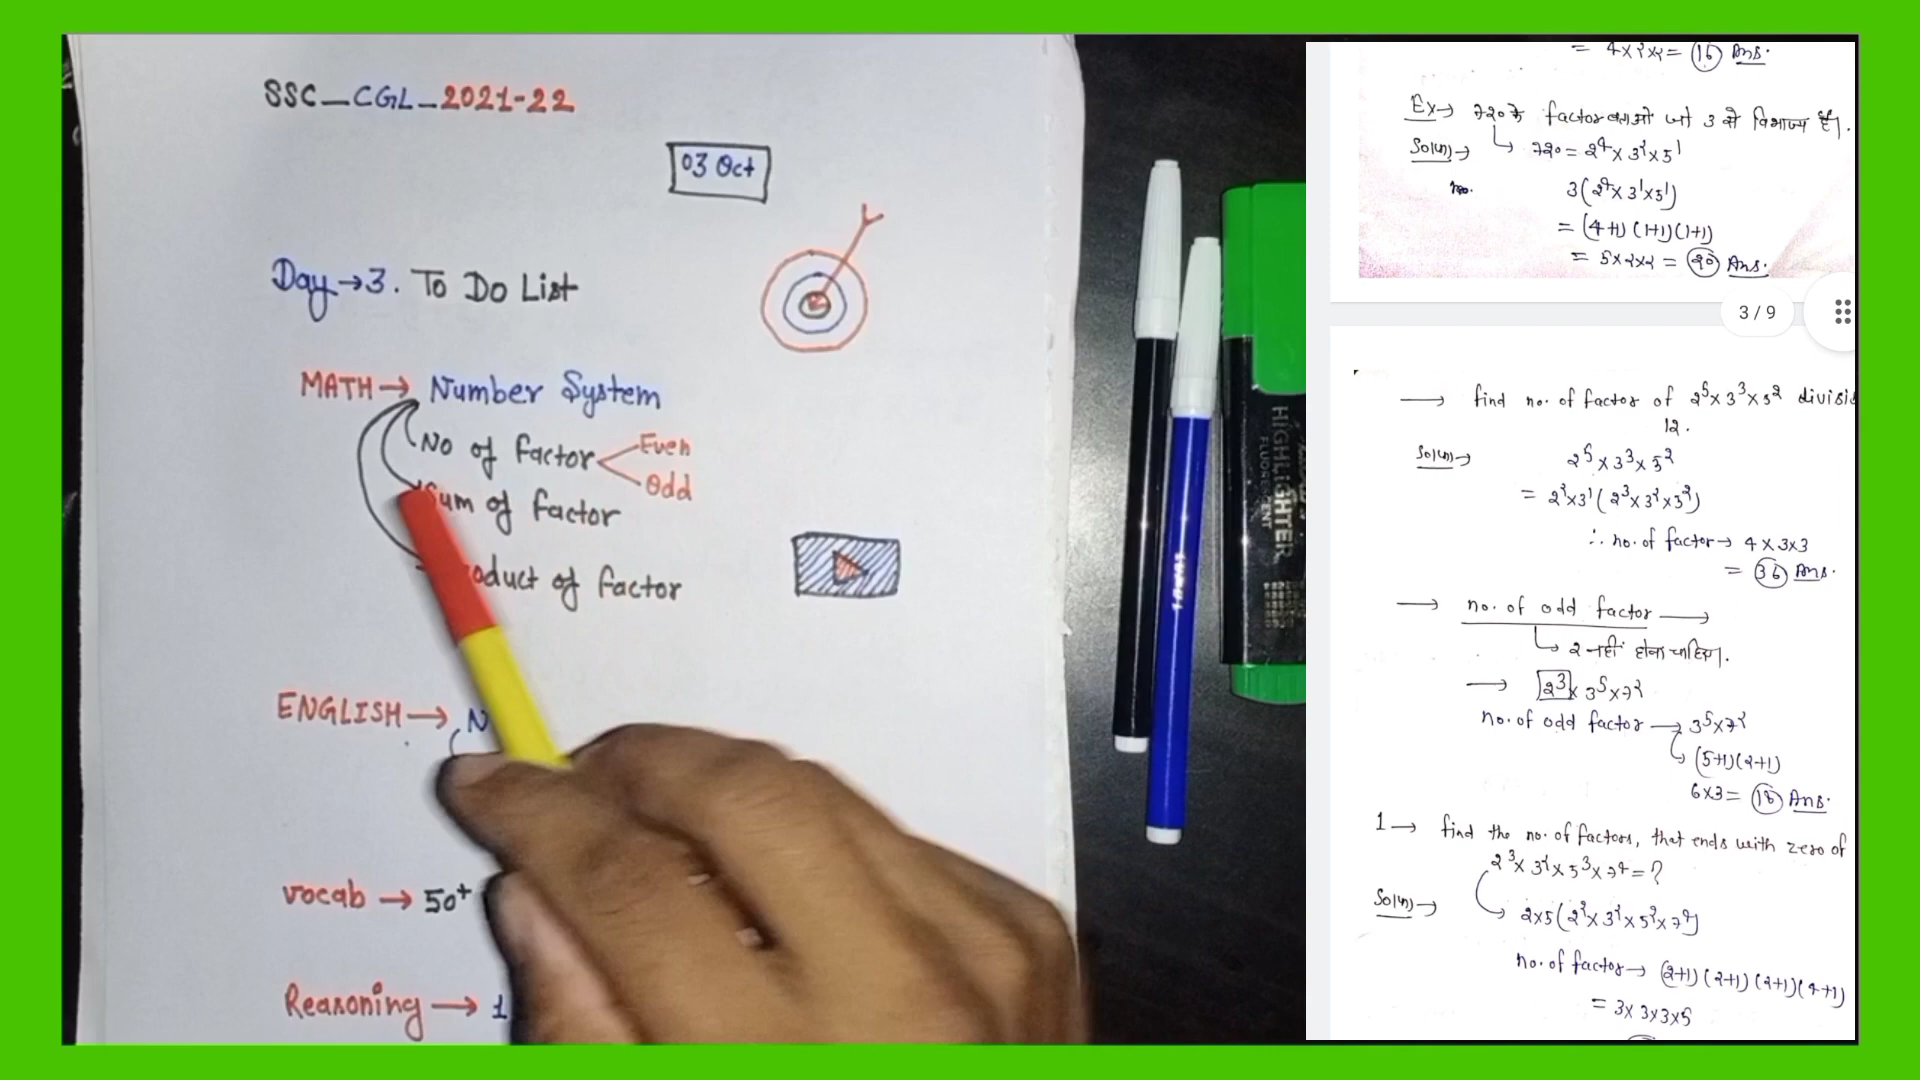 SSC_CGL_2021-22
03 Oct
Day→3. To Do List
MATH→ Number System
No of factor
Even
Odd
Sum of factor
of factor
ENGLISH→ N
vocab → 50+
Reasoning → 1
HIGHLIGHTER
FLUORESCENT
= 4×2×2 = 16 Ans.
Ex→ 720 के factor बताओ जो 3 से विभाज्य है।
Soln→ 720 = 2⁴×3²×5¹
3(2⁴×3¹×5¹)
= (4+1)(1+1)(1+1)
= 5×2×2 = 20 Ans.
3/9
→ find no. of factor of 2⁵×3³×5²
12.
Soln→ 2⁵×3³×5²
= 2²×3¹(2³×3²×5²)
∴ no. of factor→ 4×3×3
= 36 Ans.
→ no. of odd factor →
2 नहीं होना चाहिए।
→ 2³×3⁵×7²
no. of odd factor → 3⁵×7²
(5+1)(2+1)
6×3 = 18 Ans.
1→ find the no. of factors, that ends with zero of
2³×3²×5³×7⁴ = ?
Soln→ 2×5(2²×3²×5²×7⁴)
no. of factor→ (2+1)(2+1)(2+1)(4+1)
= 3×3×3×5